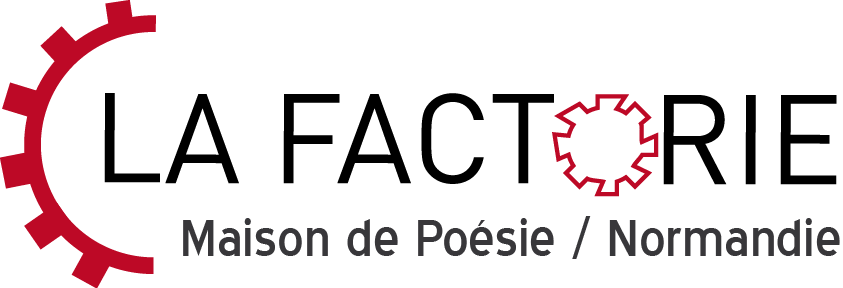 LA FACTORIE
Maison de Poésie / Normandie